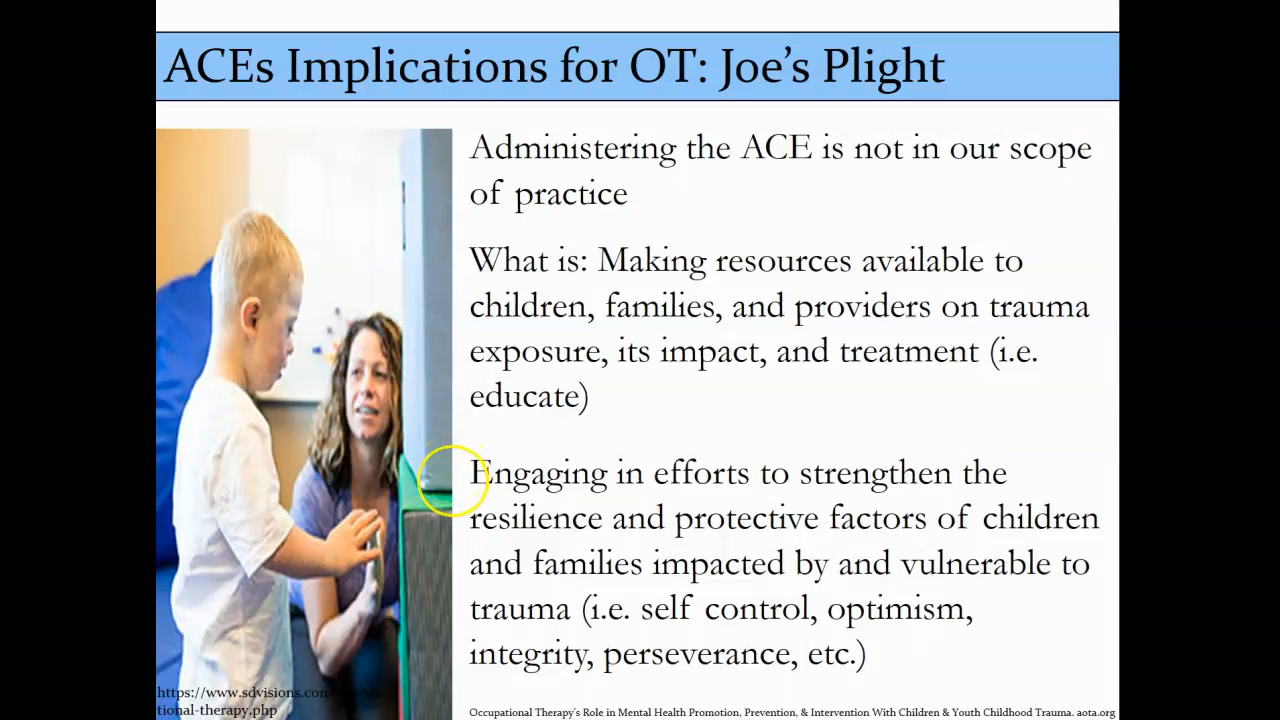 ACEs Implications for OT: Joe's Plight
Administering the ACE is not in our scope
of practice
What is: Making resources available to
children, families, and providers on trauma
exposure, its impact, and treatment (i.e.
educate)
Engaging in efforts to strengthen the
resilience and protective factors of children
and families impacted by and vulnerable to
trauma (i.e. self control, optimism,
integrity, perseverance, etc.)
tional-therapy.php
Occupational Therapy's Role in Mental Health Promotion, Prevention, & Intervention With Children & Youth Childhood Trauma. aota.org